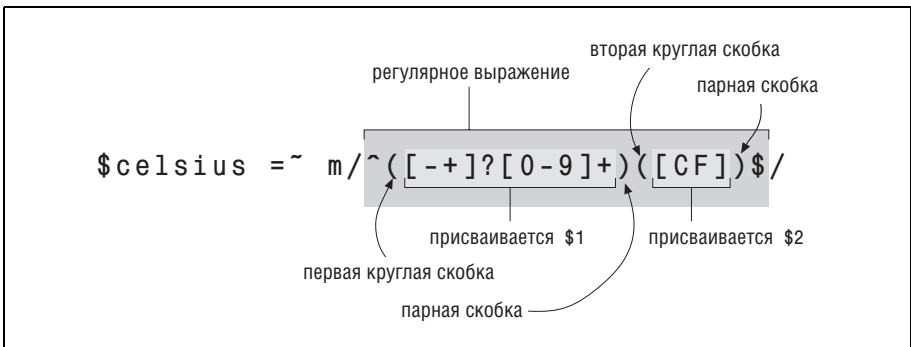 вторая круглая скобка
регулярное выражение
парная скобка
$celsius =~ m/^([-+]?[0-9]+)([CF])$/
присваивается $1
присваивается $2
первая круглая скобка
парная скобка